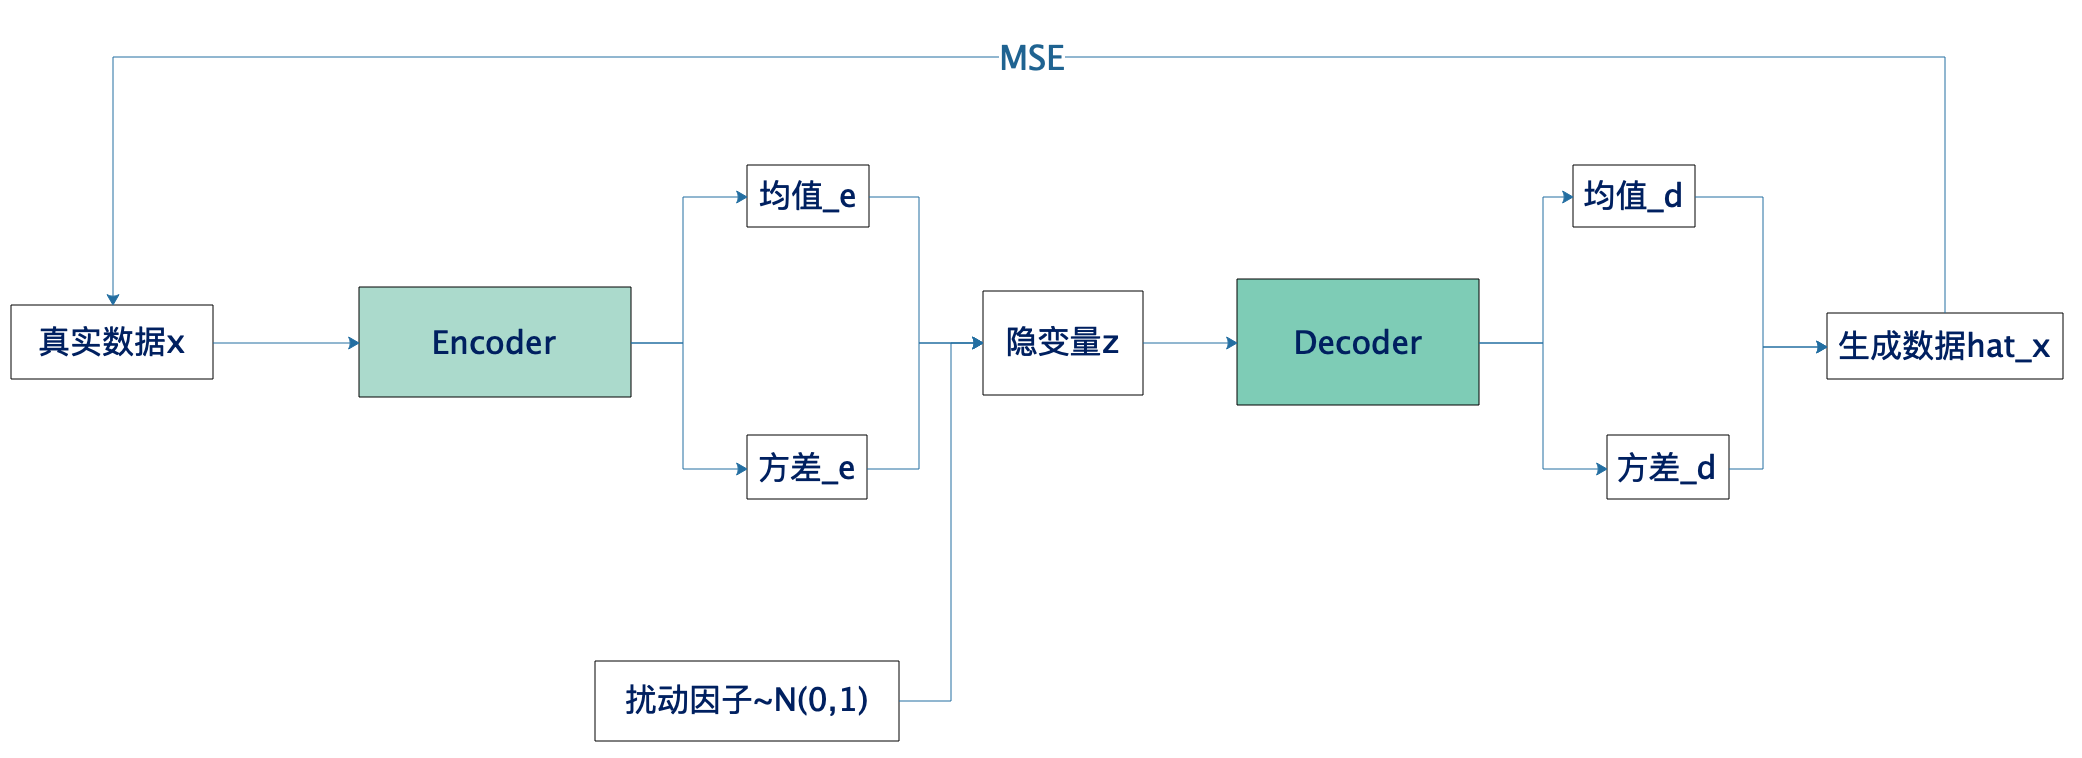 MSE
均值_e
均值_d
真实数据x
Encoder
隐变量z
Decoder
生成数据hat_x
方差_e
方差_d
扰动因子~N(0,1)